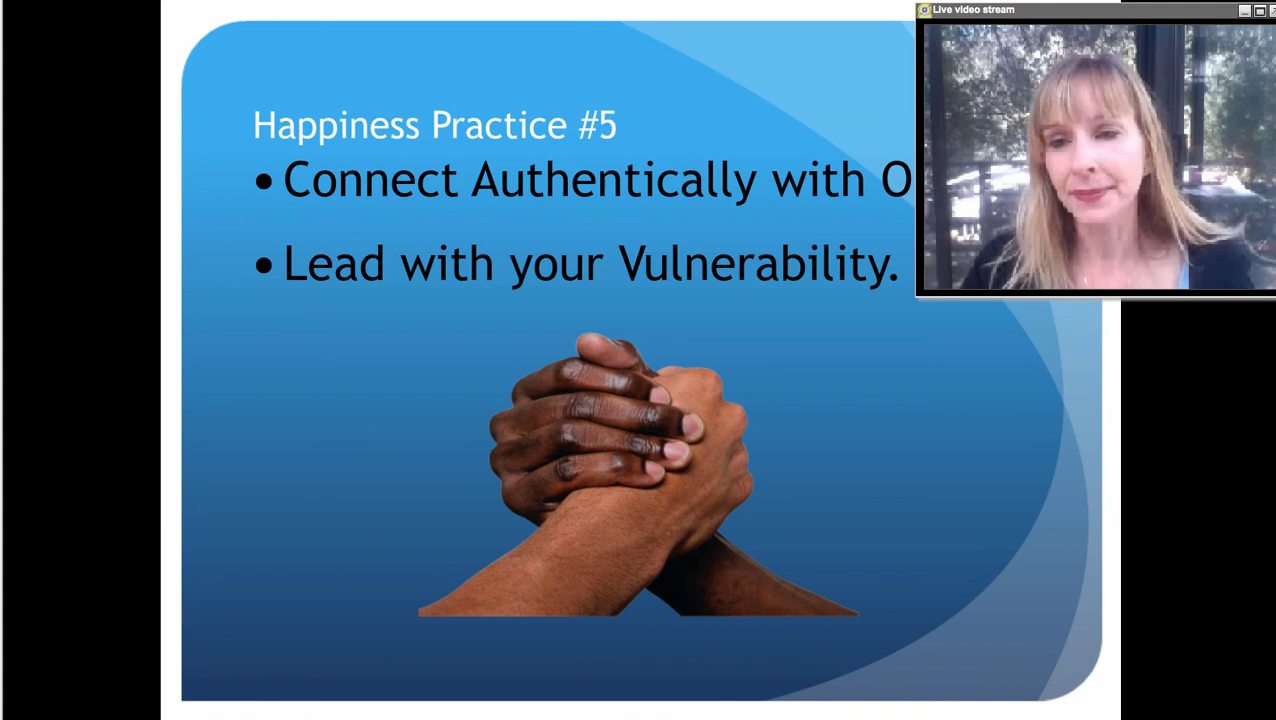 Live video stream
Happiness Practice #5
• Connect Authentically with O
• Lead with your Vulnerability.